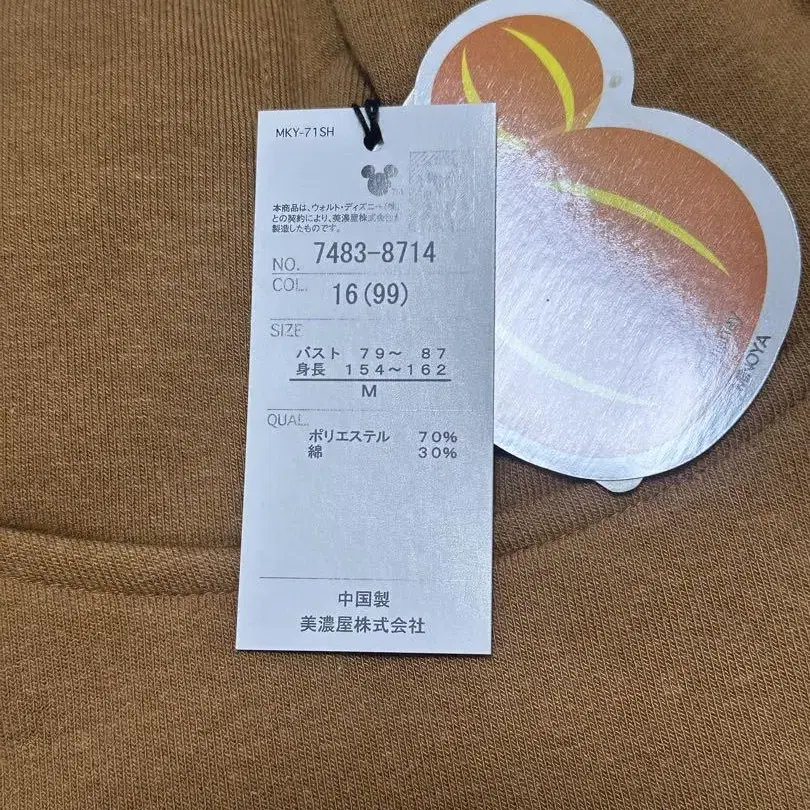 MKY-71SH
本商品は、ウォルト・ディズニー(株)
との契約により、美濃屋株式会社が
製造したものです。
NO. 7483-8714
COL. 16(99)
SIZE
バスト 79～ 87
身長 154～162
M
QUAL.
ポリエステル 70%
綿 30%
中国製
美濃屋株式会社